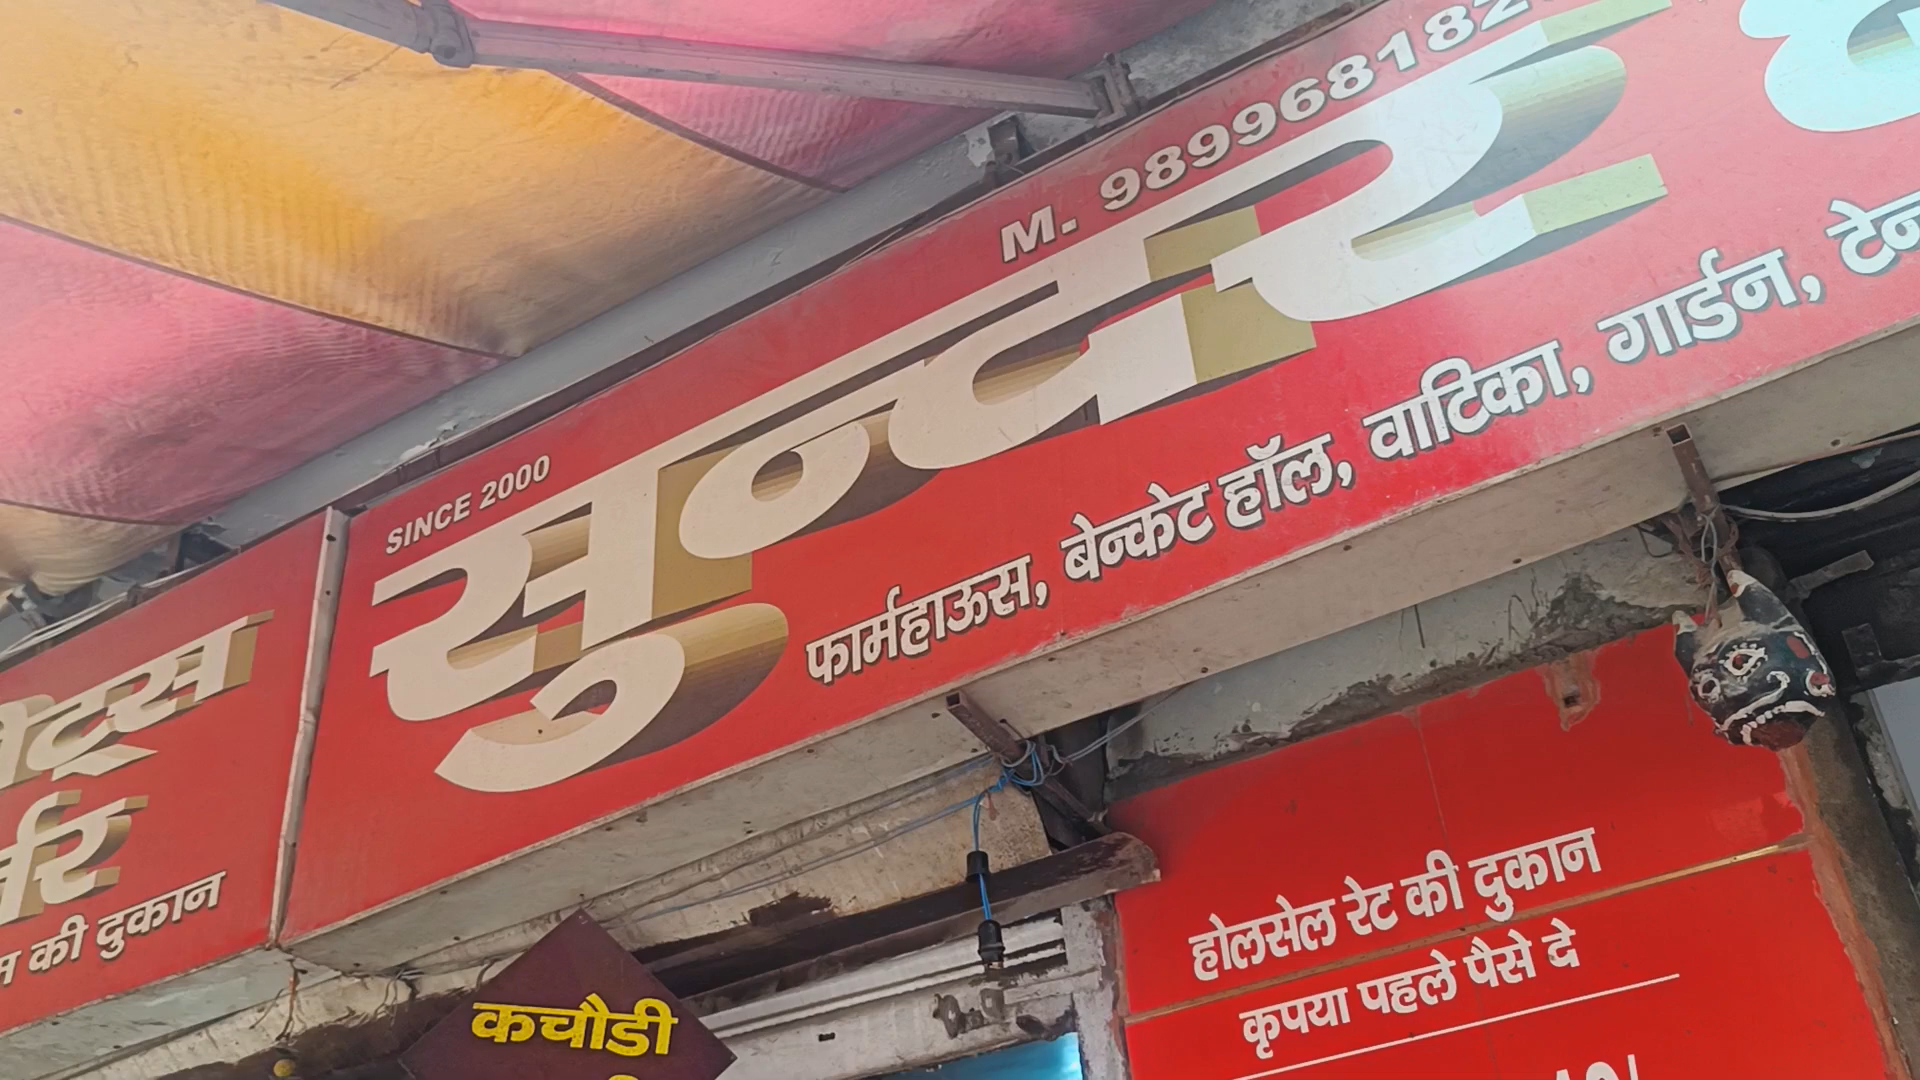 SINCE 2000
M. 989968182
सुन्दर
फार्महाऊस, बेन्केट हॉल, वाटिका, गार्डन,
की दुकान
होलसेल रेट की दुकान
कृपया पहले पैसे दे
कचौडी